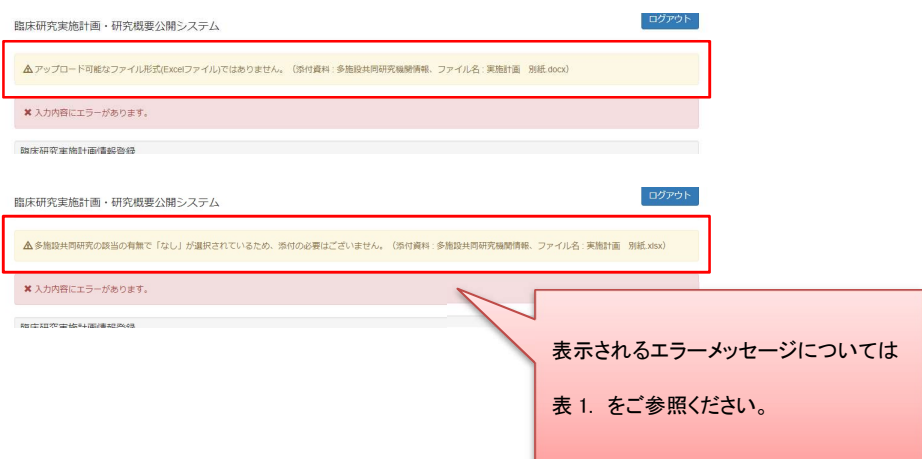 臨床研究実施計画・研究概要公開システム
ログアウト
アップロード可能なファイル形式(Excelファイル)ではありません。（添付資料 : 多施設共同研究機関情報、ファイル名 : 実施計画　別紙.docx）
入力内容にエラーがあります。
臨床研究実施計画情報登録
臨床研究実施計画・研究概要公開システム
ログアウト
多施設共同研究の該当の有無で「なし」が選択されているため、添付の必要はございません。（添付資料 : 多施設共同研究機関情報、ファイル名 : 実施計画　別紙.xlsx）
入力内容にエラーがあります。
臨床研究実施計画情報登録
表示されるエラーメッセージについては
表 1. をご参照ください。